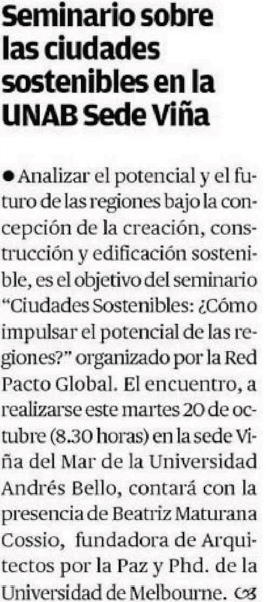 Seminario sobre
las ciudades
sostenibles en la
UNAB Sede Viña
● Analizar el potencial y el fu-
turo de las regiones bajo la con-
cepción de la creación, cons-
trucción y edificación sosteni-
ble, es el objetivo del seminario
“Ciudades Sostenibles: ¿Cómo
impulsar el potencial de las re-
giones?” organizado por la Red
Pacto Global. El encuentro, a
realizarse este martes 20 de oc-
tubre (8.30 horas) en la sede Vi-
ña del Mar de la Universidad
Andrés Bello, contará con la
presencia de Beatriz Maturana
Cossio, fundadora de Arqui-
tectos por la Paz y Phd. de la
Universidad de Melbourne.